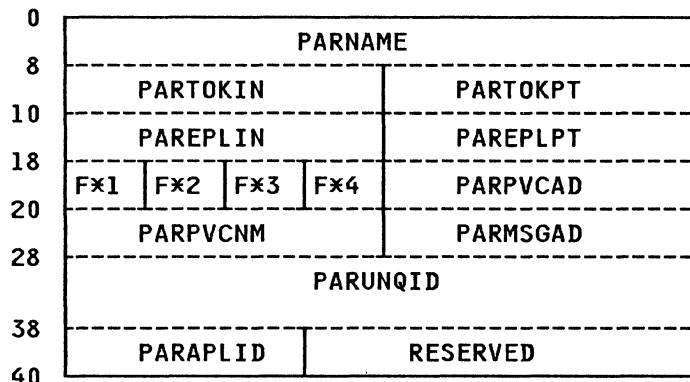 0
PARNAME
8
PARTOKIN PARTOKPT
10
PAREPLIN PAREPLPT
18
F*1 F*2 F*3 F*4 PARPVCAD
20
PARPVCNM PARMSGAD
28
PARUNQID
38
PARAPLID RESERVED
40